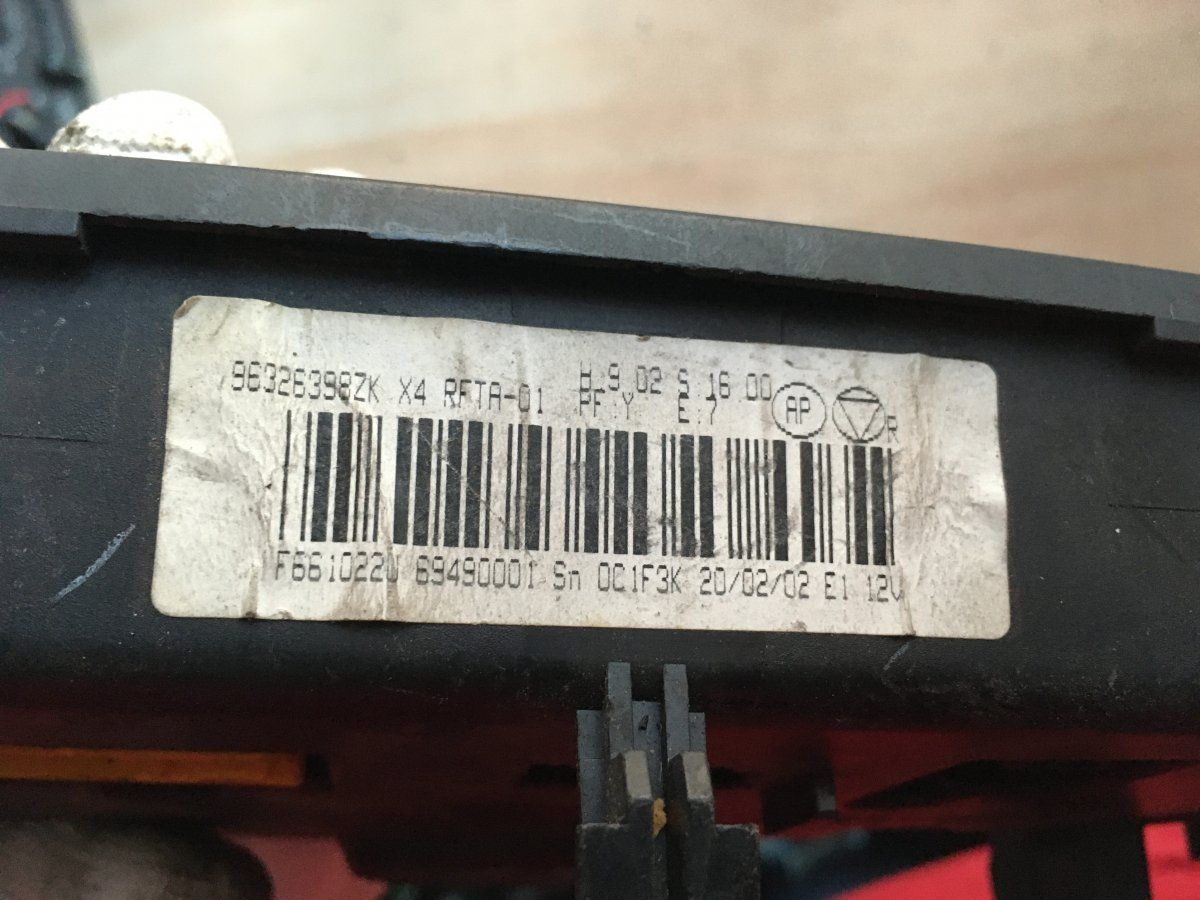 96326398ZK X4 RFTA-01 H.9.02 S.16.00
PF:Y E:7 AP R
F661022U 69490001 Sn 0C1F3K 20/02/02 E1 12V